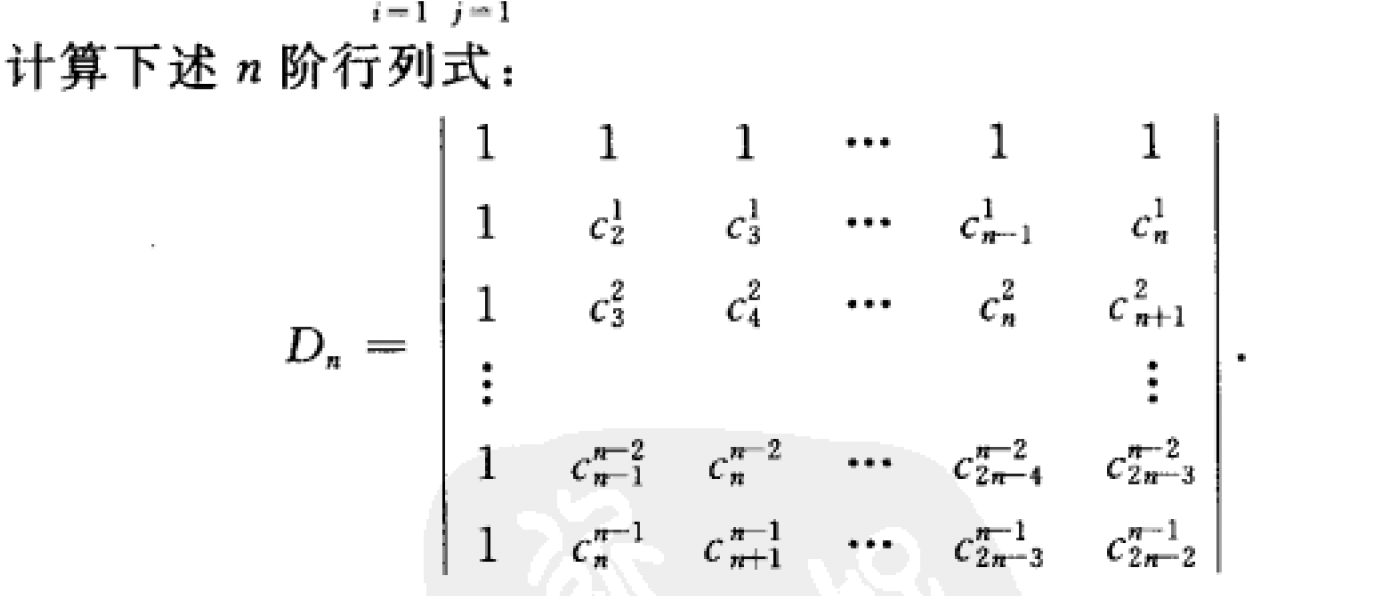 i=1 j=1
计算下述 n 阶行列式：
1 1 1 ⋯ 1 1
1 C_2^1 C_3^1 ⋯ C_{n-1}^1 C_n^1
1 C_3^2 C_4^2 ⋯ C_n^2 C_{n+1}^2
D_n =
⋮ ⋮ .
1 C_{n-1}^{n-2} C_n^{n-2} ⋯ C_{2n-4}^{n-2} C_{2n-3}^{n-2}
1 C_n^{n-1} C_{n+1}^{n-1} ⋯ C_{2n-3}^{n-1} C_{2n-2}^{n-1}